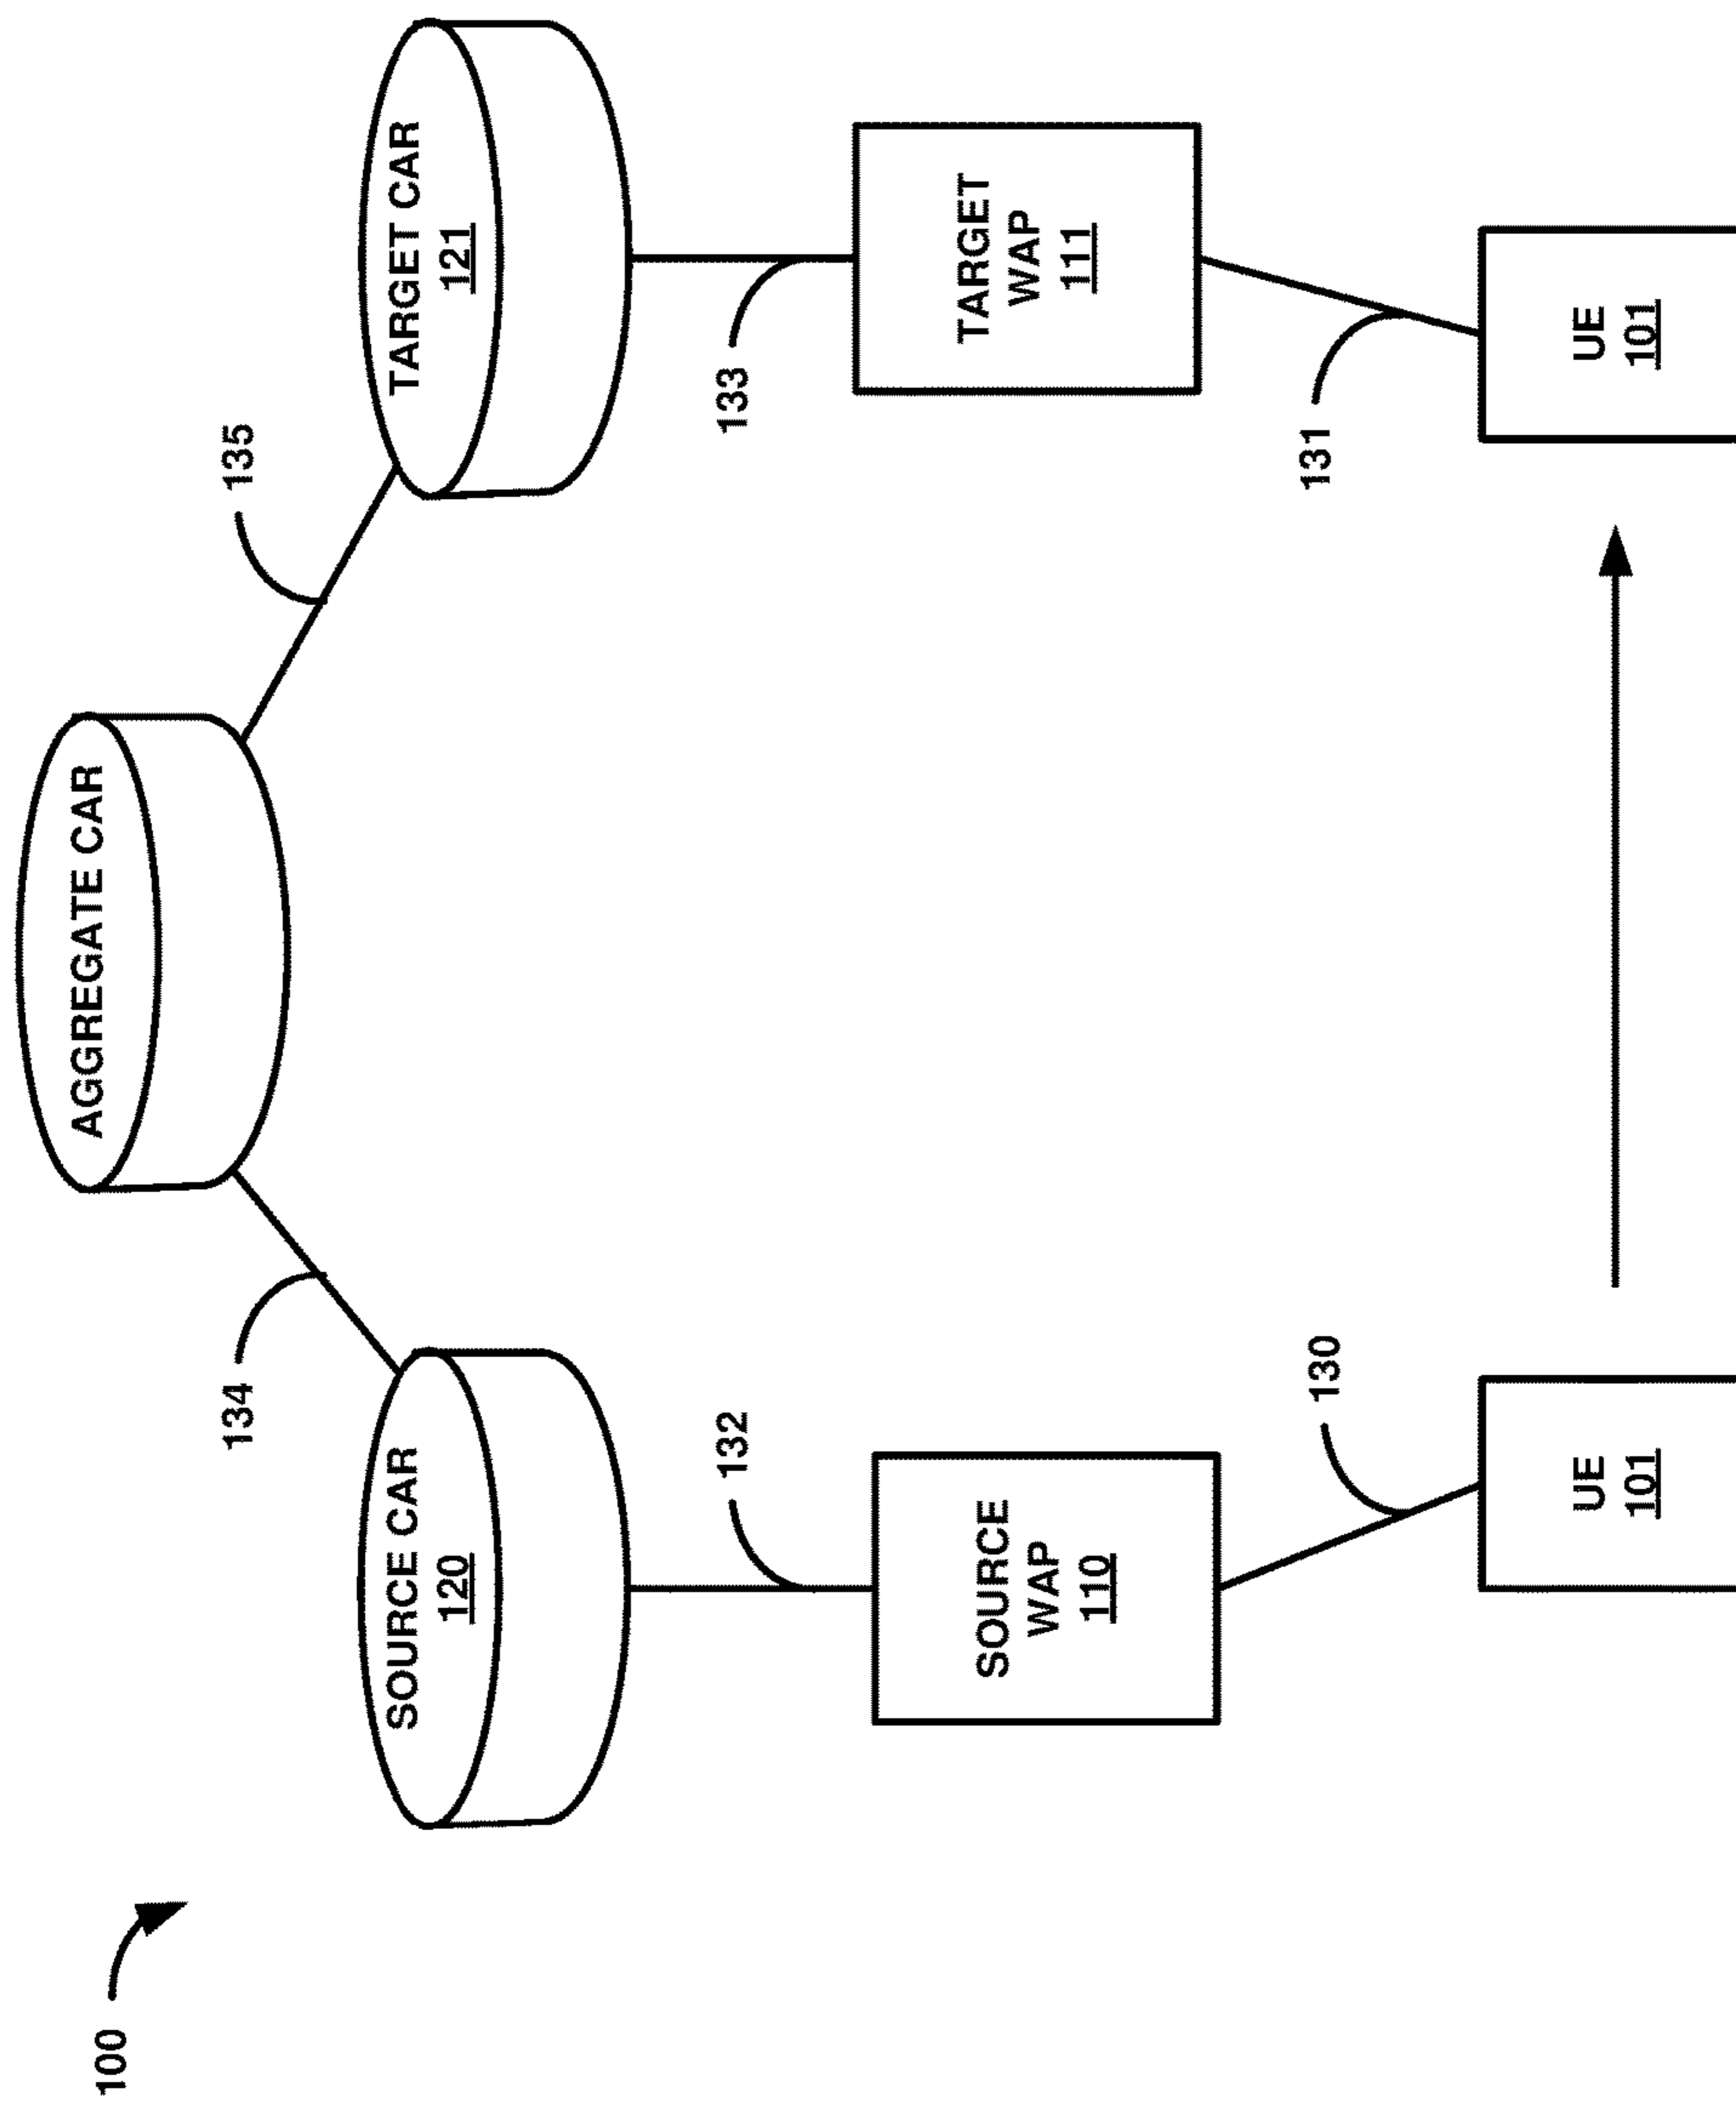 100
AGGREGATE CAR
134
135
SOURCE CAR
120
TARGET CAR
121
132
133
SOURCE
WAP
110
TARGET
WAP
111
130
131
UE
101
UE
101